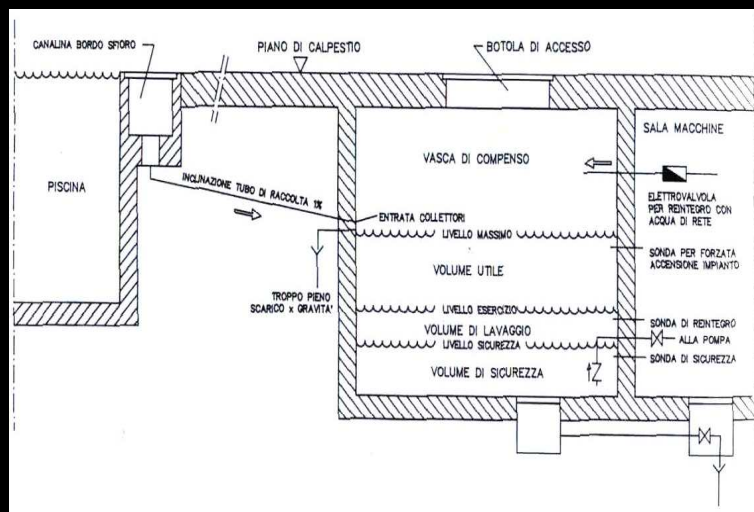 CANALINA BORDO SFIORO
PIANO DI CALPESTIO
BOTOLA DI ACCESSO
SALA MACCHINE
VASCA DI COMPENSO
PISCINA
INCLINAZIONE TUBO DI RACCOLTA 1%
ELETTROVALVOLA
PER REINTEGRO CON
ACQUA DI RETE
ENTRATA COLLETTORI
LIVELLO MASSIMO
SONDA PER FORZATA
ACCENSIONE IMPIANTO
VOLUME UTILE
TROPPO PIENO
SCARICO x GRAVITA'
LIVELLO ESERCIZIO
SONDA DI REINTEGRO
VOLUME DI LAVAGGIO
ALLA POMPA
LIVELLO SICUREZZA
SONDA DI SICUREZZA
VOLUME DI SICUREZZA